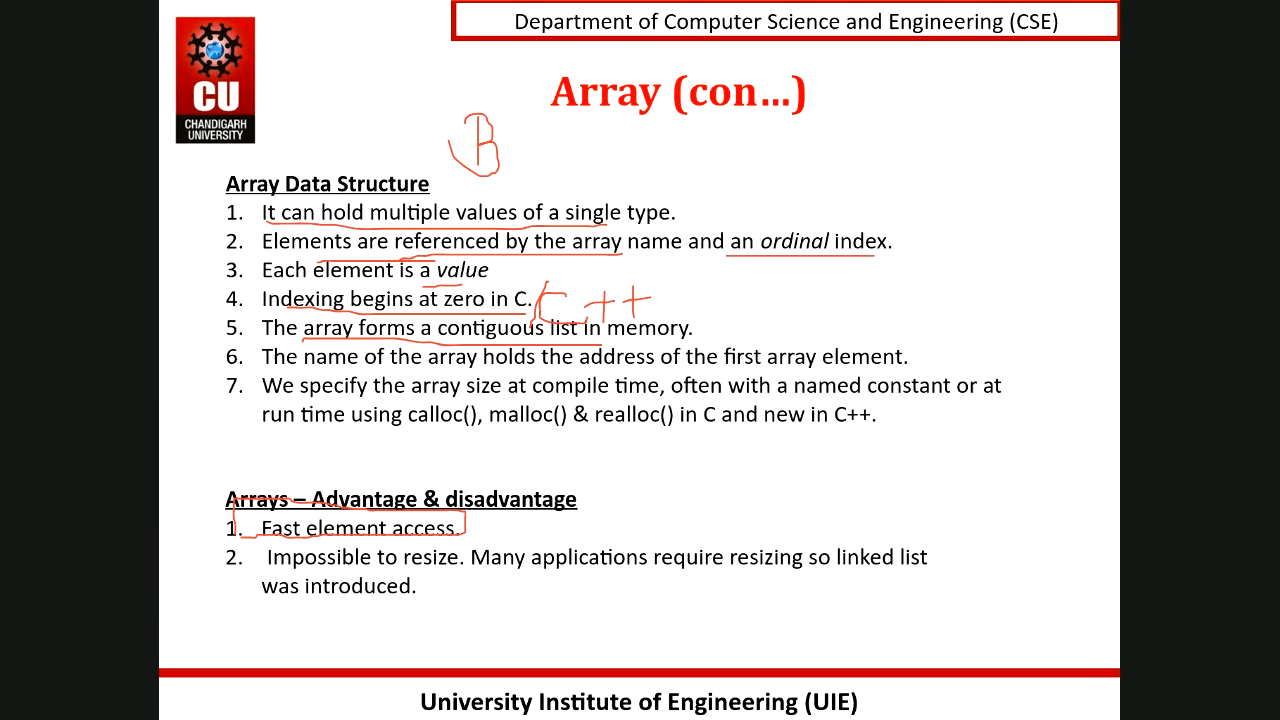 Department of Computer Science and Engineering (CSE)
CU
CHANDIGARH
UNIVERSITY
Array (con…)
B
Array Data Structure
1. It can hold multiple values of a single type.
2. Elements are referenced by the array name and an ordinal index.
3. Each element is a value
4. Indexing begins at zero in C. C++
5. The array forms a contiguous list in memory.
6. The name of the array holds the address of the first array element.
7. We specify the array size at compile time, often with a named constant or at
run time using calloc(), malloc() & realloc() in C and new in C++.
Arrays – Advantage & disadvantage
1. Fast element access.
2. Impossible to resize. Many applications require resizing so linked list
was introduced.
University Institute of Engineering (UIE)